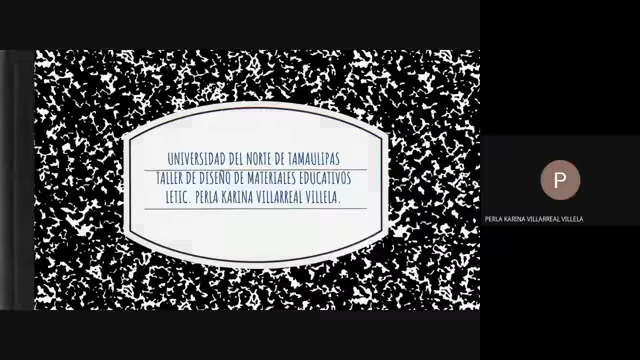 UNIVERSIDAD DEL NORTE DE TAMAULIPAS
TALLER DE DISEÑO DE MATERIALES EDUCATIVOS
LETIC. PERLA KARINA VILLARREAL VILLELA.
P
PERLA KARINA VILLARREAL VILLELA